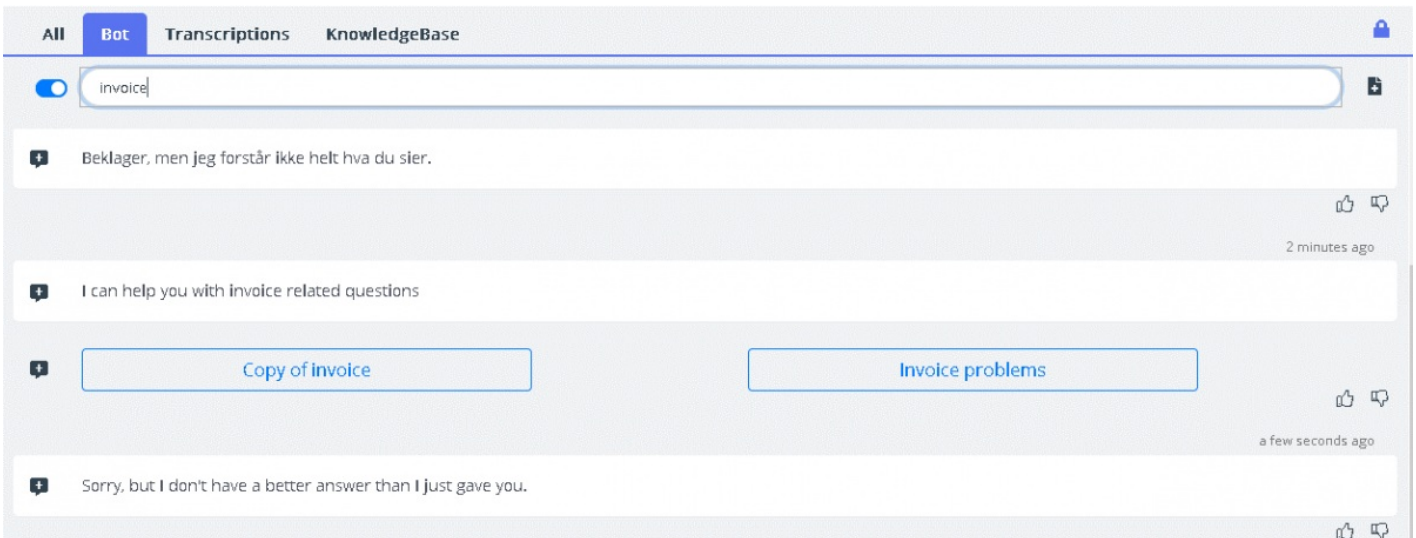 All Bot Transcriptions KnowledgeBase
invoice
Beklager, men jeg forstår ikke helt hva du sier.
2 minutes ago
I can help you with invoice related questions
Copy of invoice Invoice problems
a few seconds ago
Sorry, but I don't have a better answer than I just gave you.